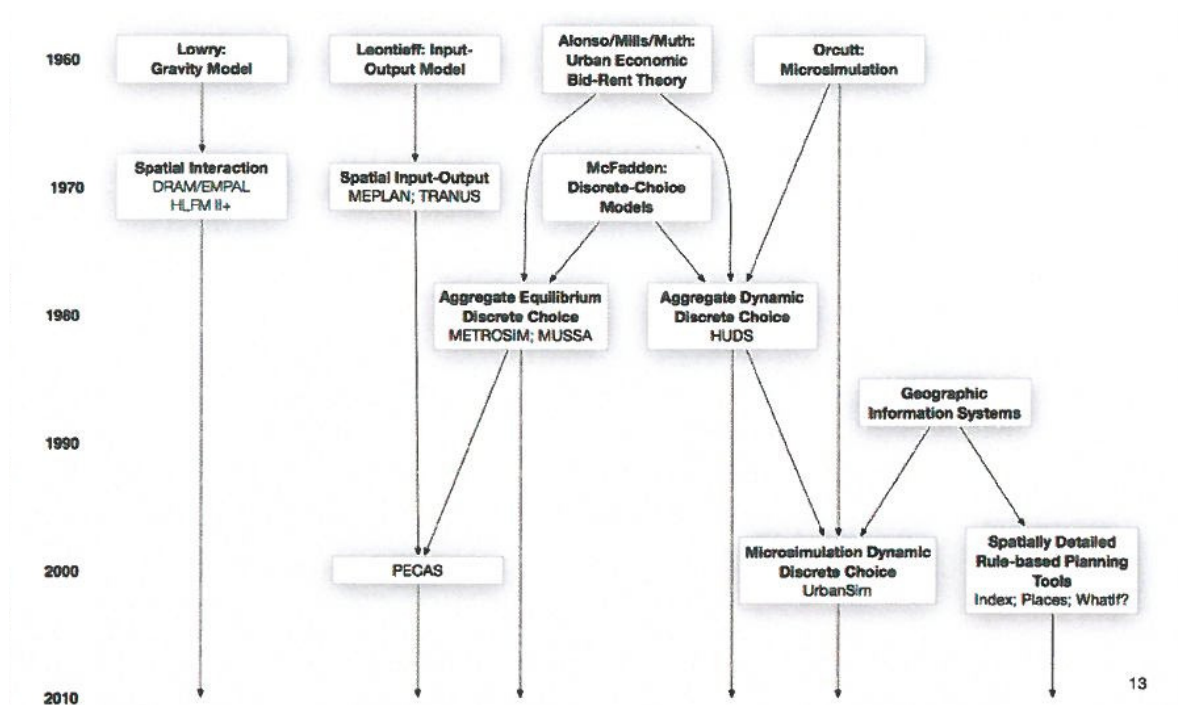 1960
Lowry:
Gravity Model
Leontieff: Input-
Output Model
Alonso/Mills/Muth:
Urban Economic
Bid-Rent Theory
Orcutt:
Microsimulation
1970
Spatial Interaction
DRAM/EMPAL
HLFM II+
Spatial Input-Output
MEPLAN; TRANUS
McFadden:
Discrete-Choice
Models
1980
Aggregate Equilibrium
Discrete Choice
METROSIM; MUSSA
Aggregate Dynamic
Discrete Choice
HUDS
Geographic
Information Systems
1990
2000
PECAS
Microsimulation Dynamic
Discrete Choice
UrbanSim
Spatially Detailed
Rule-based Planning
Tools
Index; Places; WhatIf?
2010
13